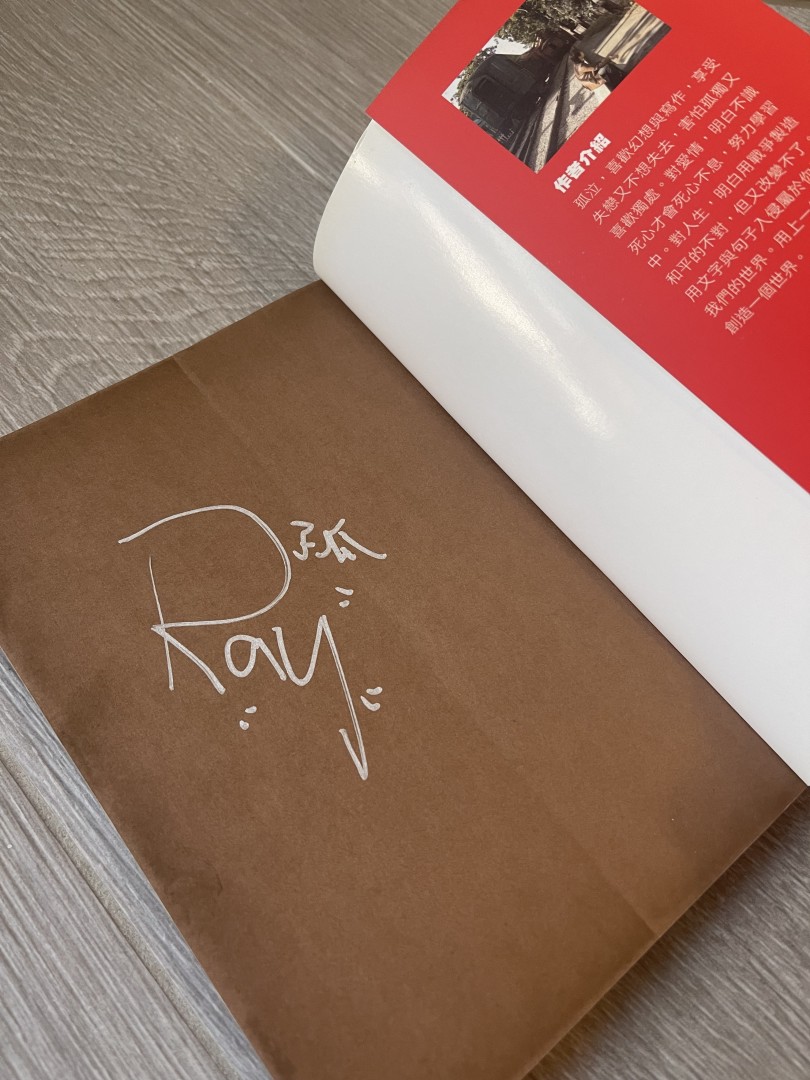 作者介紹
孤泣，喜歡幻想與寫作，享受
失戀又不想失去，害怕孤獨又
喜歡獨處。對愛情，明白不識
死心才會死心不息，努力學習
中。對人生，明白用戰爭製造
和平的不對，但又改變不了，
用文字與句子入侵屬於你
我們的世界。用上一
創造一個世界。
孤
Ray